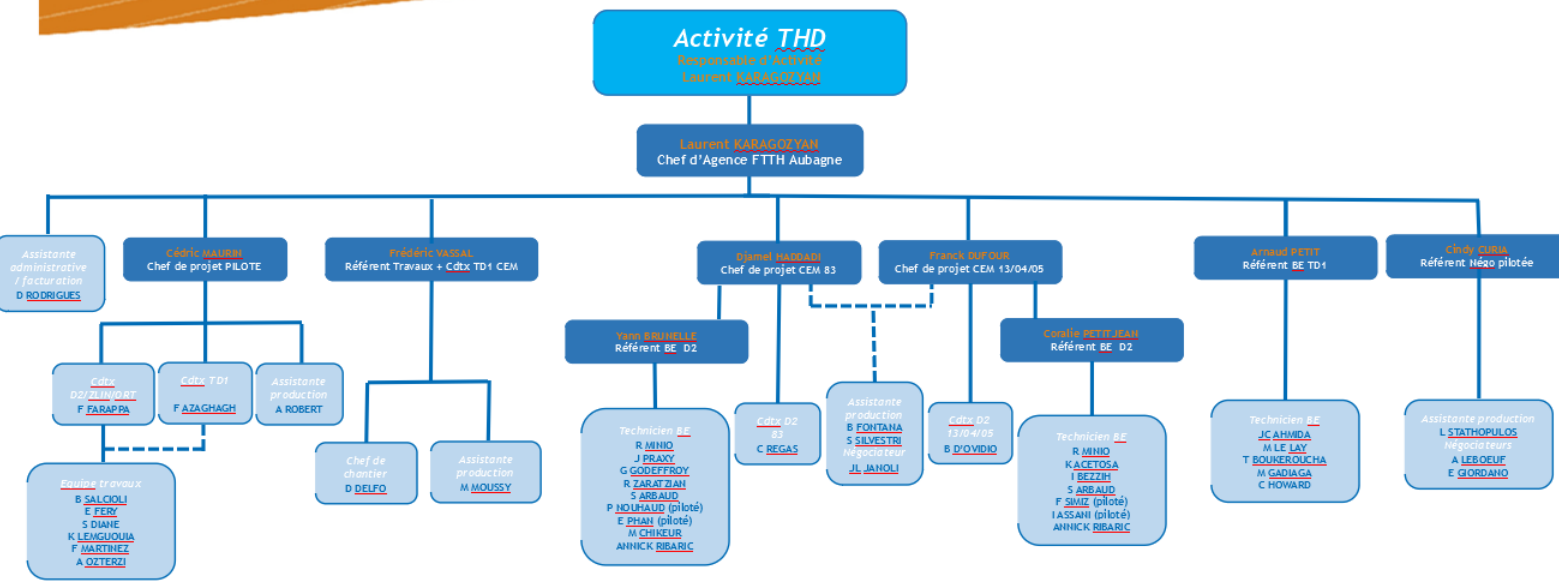 Activité THD
Responsable d'Activité
Laurent KARAGOZYAN
Laurent KARAGOZYAN
Chef d'Agence FTTH Aubagne
Assistante
administrative
/ facturation
D RODRIGUES
Cédric MAURIN
Chef de projet PILOTE
Frédéric VASSAL
Référent Travaux + Cdtx TD1 CEM
Djamel HADDADI
Chef de projet CEM 83
Franck DUFOUR
Chef de projet CEM 13/04/05
Arnaud PETIT
Référent BE TD1
Cindy CURIA
Référent Négo pilotée
Yann BRUNELLE
Référent BE D2
Coralie PETITJEAN
Référent BE D2
Cdtx
D2/ZLIN/ORT
F FARAPPA
Cdtx TD1
F AZAGHAGH
Assistante
production
A ROBERT
Chef de
chantier
D DELFO
Assistante
production
M MOUSSY
Technicien BE
R MINIO
J PRAXY
G GODEFFROY
R ZARATZIAN
S ARBAUD
P NOUHAUD (piloté)
E PHAN (piloté)
M CHIKEUR
ANNICK RIBARIC
Cdtx D2
83
C REGAS
Assistante
production
B FONTANA
S SILVESTRI
Négociateur
JL JANOLI
Cdtx D2
13/04/05
B D'OVIDIO
Technicien BE
R MINIO
K ACETOSA
I BEZZIH
S ARBAUD
F SIMIZ (piloté)
I ASSANI (piloté)
ANNICK RIBARIC
Technicien BE
JC AHMIDA
M LE LAY
T BOUKEROUCHA
M GADIAGA
C HOWARD
Assistante production
L STATHOPULOS
Négociateurs
A LEBOEUF
E GIORDANO
Equipe travaux
B SALCIOLI
E FERY
S DIANE
K LEMGUOUIA
F MARTINEZ
A OZTERZI